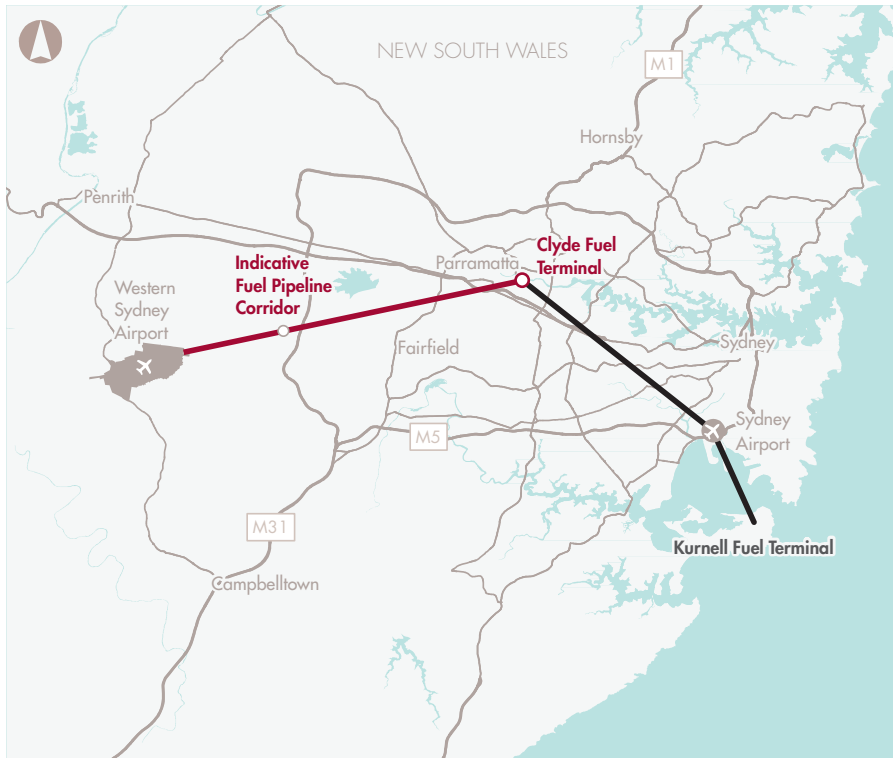 NEW SOUTH WALES
M1
Hornsby
Penrith
Clyde Fuel
Terminal
Parramatta
Indicative
Fuel Pipeline
Corridor
Western
Sydney
Airport
Fairfield
Sydney
Sydney
Airport
M5
M31
Kurnell Fuel Terminal
Campbelltown